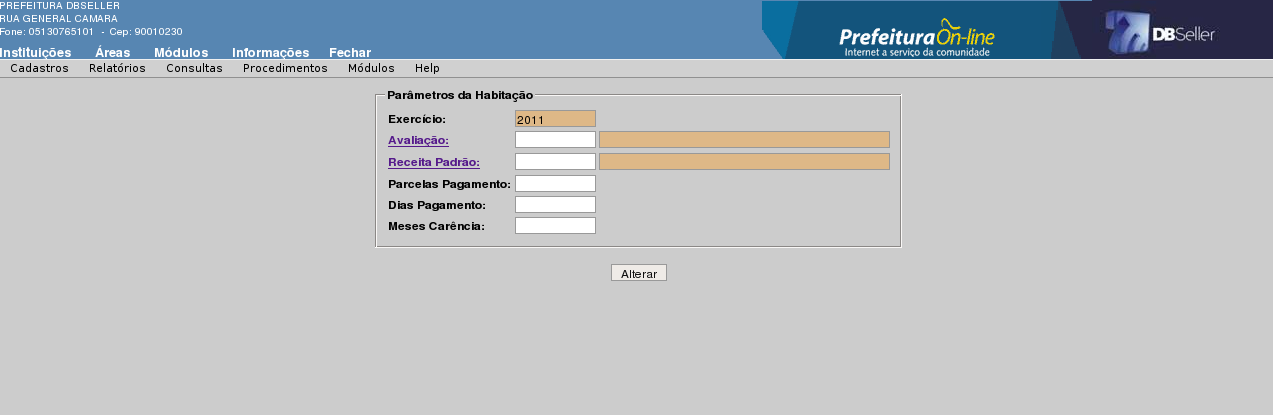 PREFEITURA DBSELLER
RUA GENERAL CAMARA
Fone: 05130765101 - Cep: 90010230
Instituições Áreas Módulos Informações Fechar
Prefeitura On-line
Internet a serviço da comunidade
DBSeller
Cadastros Relatórios Consultas Procedimentos Módulos Help
Parâmetros da Habitação
Exercício: 2011
Avaliação:
Receita Padrão:
Parcelas Pagamento:
Dias Pagamento:
Meses Carência:
Alterar